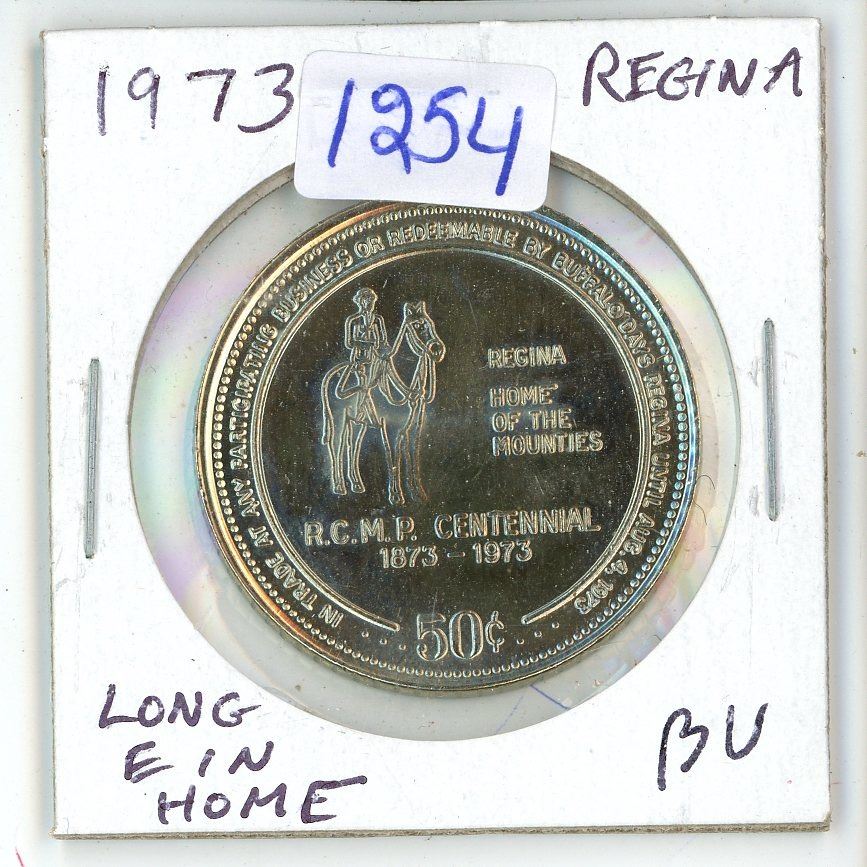 1973
1254
REGINA
IN TRADE AT ANY PARTICIPATING BUSINESS OR REDEEMABLE BY BUFFALO DAYS REGINA UNTIL AUG. 4, 1973
REGINA
HOME
OF THE
MOUNTIES
R.C.M.P. CENTENNIAL
1873 - 1973
50¢
LONG
E IN
HOME
BU